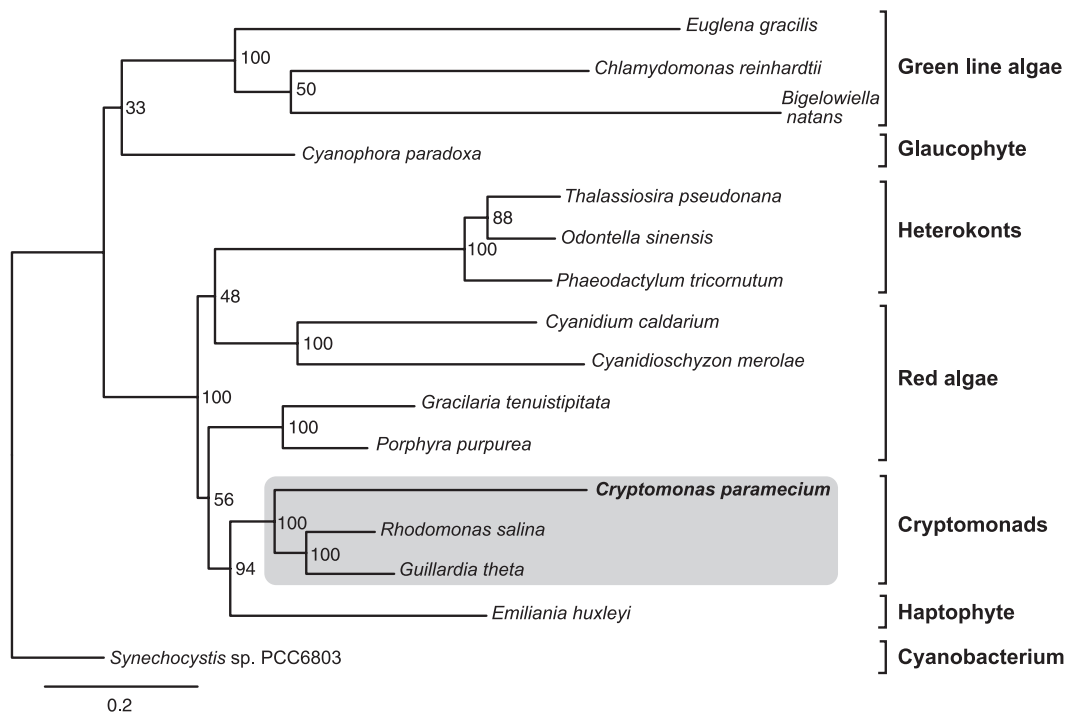 Euglena gracilis
100
Green line algae
Chlamydomonas reinhardtii
50
Bigelowiella
natans
33
Cyanophora paradoxa
Glaucophyte
Thalassiosira pseudonana
88
Odontella sinensis
Heterokonts
100
Phaeodactylum tricornutum
48
Cyanidium caldarium
100
Cyanidioschyzon merolae
Red algae
100
Gracilaria tenuistipitata
100
Porphyra purpurea
56
Cryptomonas paramecium
100
Rhodomonas salina
Cryptomonads
100
Guillardia theta
94
Emiliania huxleyi
Haptophyte
Synechocystis sp. PCC6803
Cyanobacterium
0.2